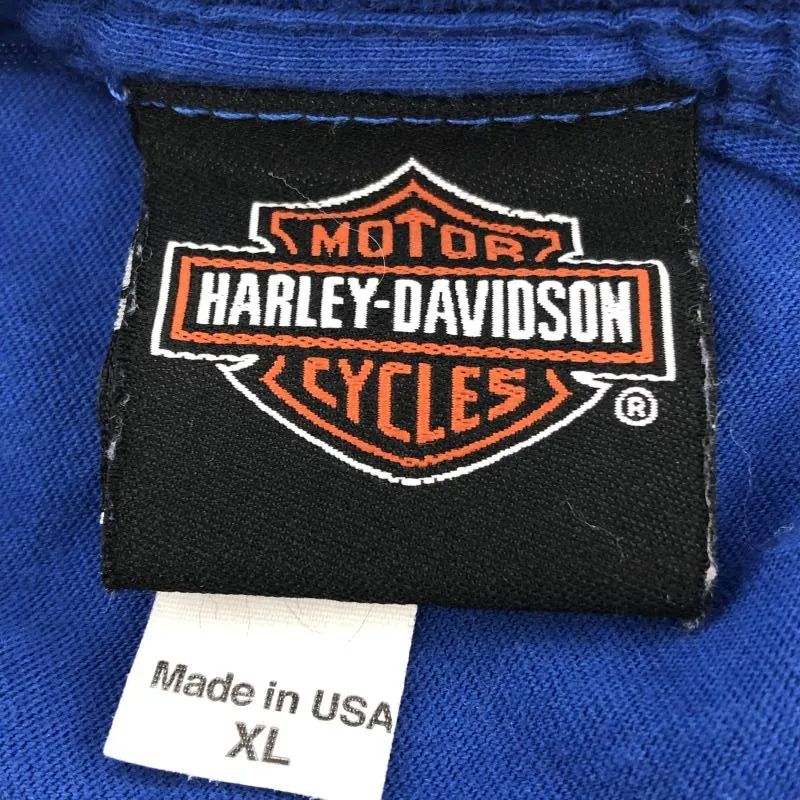 MOTOR
HARLEY-DAVIDSON
CYCLES
®
Made in USA
XL